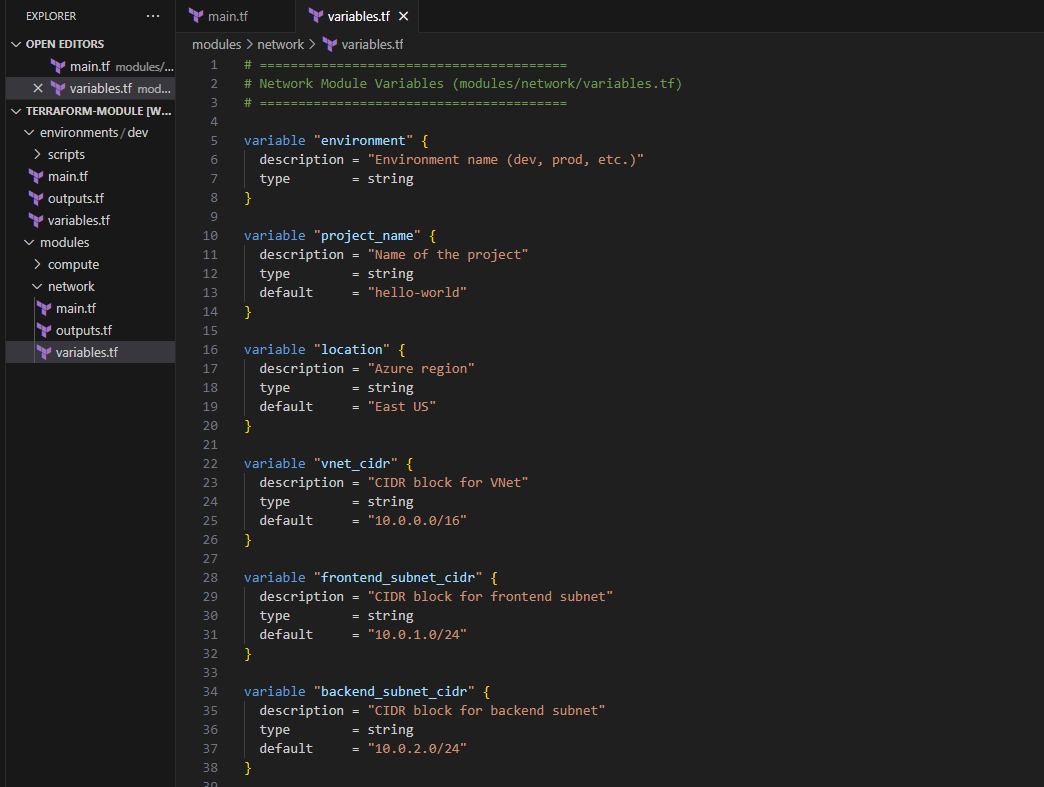 EXPLORER ...
OPEN EDITORS
main.tf modules/...
variables.tf mod...
TERRAFORM-MODULE [W...
environments / dev
scripts
main.tf
outputs.tf
variables.tf
modules
compute
network
main.tf
outputs.tf
variables.tf
main.tf variables.tf
modules > network > variables.tf
1 # ========================================
2 # Network Module Variables (modules/network/variables.tf)
3 # ========================================
4
5 variable "environment" {
6   description = "Environment name (dev, prod, etc.)"
7   type        = string
8 }
9
10 variable "project_name" {
11   description = "Name of the project"
12   type        = string
13   default     = "hello-world"
14 }
15
16 variable "location" {
17   description = "Azure region"
18   type        = string
19   default     = "East US"
20 }
21
22 variable "vnet_cidr" {
23   description = "CIDR block for VNet"
24   type        = string
25   default     = "10.0.0.0/16"
26 }
27
28 variable "frontend_subnet_cidr" {
29   description = "CIDR block for frontend subnet"
30   type        = string
31   default     = "10.0.1.0/24"
32 }
33
34 variable "backend_subnet_cidr" {
35   description = "CIDR block for backend subnet"
36   type        = string
37   default     = "10.0.2.0/24"
38 }
39